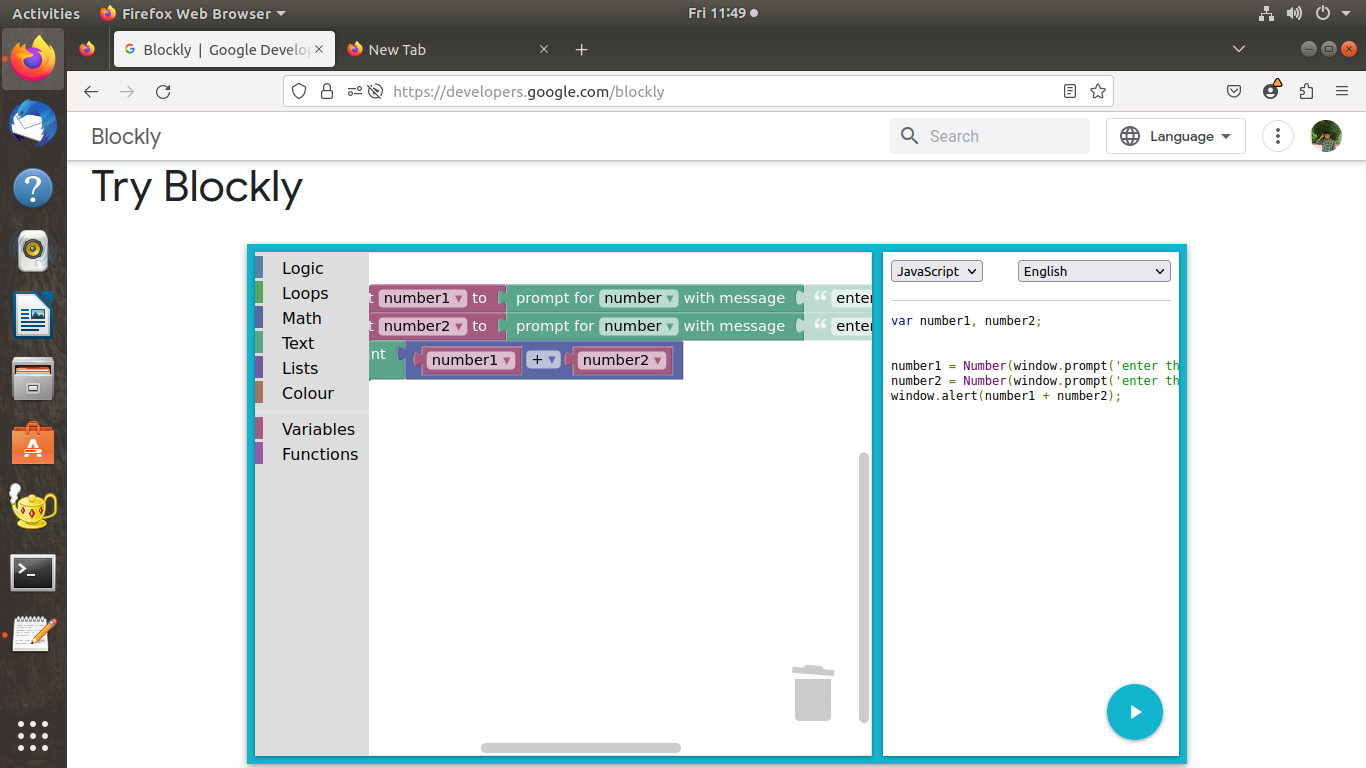 Activities Firefox Web Browser Fri 11:49
Blockly | Google Develop New Tab
https://developers.google.com/blockly
Blockly Search Language
Try Blockly
Logic
Loops
Math
Text
Lists
Colour
Variables
Functions
t number1 to prompt for number with message “ enter
t number2 to prompt for number with message “ enter
nt number1 + number2
JavaScript English
var number1, number2;
number1 = Number(window.prompt('enter th
number2 = Number(window.prompt('enter th
window.alert(number1 + number2);